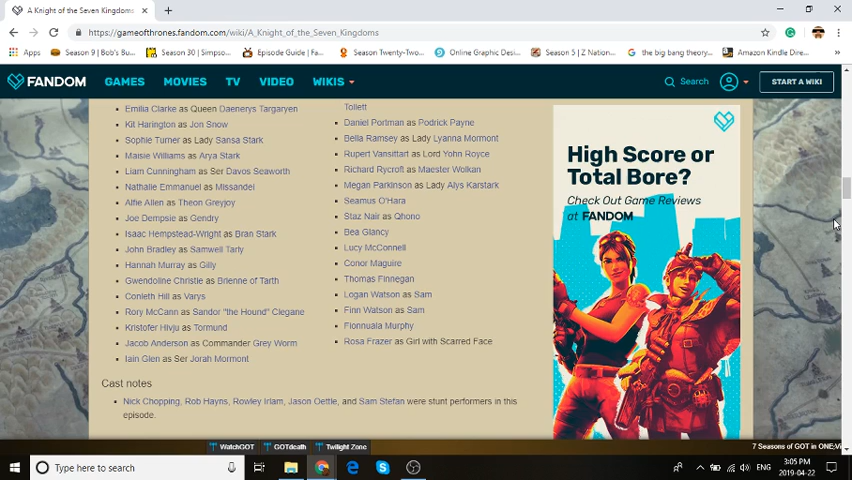 A Knight of the Seven Kingdoms
https://gameofthrones.fandom.com/wiki/A_Knight_of_the_Seven_Kingdoms
Apps
Season 9 | Bob's Bu...
Season 30 | Simpso...
Episode Guide | Fa...
Season Twenty-Two...
Online Graphic Desi...
Season 5 | Z Nation...
the big bang theory...
Amazon Kindle Dire...
FANDOM
GAMES
MOVIES
TV
VIDEO
WIKIS
Search
START A WIKI
Emilia Clarke as Queen Daenerys Targaryen
Kit Harington as Jon Snow
Sophie Turner as Lady Sansa Stark
Maisie Williams as Arya Stark
Liam Cunningham as Ser Davos Seaworth
Nathalie Emmanuel as Missandei
Alfie Allen as Theon Greyjoy
Joe Dempsie as Gendry
Isaac Hempstead-Wright as Bran Stark
John Bradley as Samwell Tarly
Hannah Murray as Gilly
Gwendoline Christie as Brienne of Tarth
Conleth Hill as Varys
Rory McCann as Sandor "the Hound" Clegane
Kristofer Hivju as Tormund
Jacob Anderson as Commander Grey Worm
Iain Glen as Ser Jorah Mormont
Tollett
Daniel Portman as Podrick Payne
Bella Ramsey as Lady Lyanna Mormont
Rupert Vansittart as Lord Yohn Royce
Richard Rycroft as Maester Wolkan
Megan Parkinson as Lady Alys Karstark
Seamus O'Hara
Staz Nair as Qhono
Bea Glancy
Lucy McConnell
Conor Maguire
Thomas Finnegan
Logan Watson as Sam
Finn Watson as Sam
Fionnuala Murphy
Rosa Frazer as Girl with Scarred Face
Cast notes
Nick Chopping, Rob Hayns, Rowley Irlam, Jason Oettle, and Sam Stefan were stunt performers in this
episode.
High Score or
Total Bore?
Check Out Game Reviews
at FANDOM
WatchGOT
GOTdeath
Twilight Zone
7 Seasons of GOT in ONE
Type here to search
ENG
3:05 PM
2019-04-22